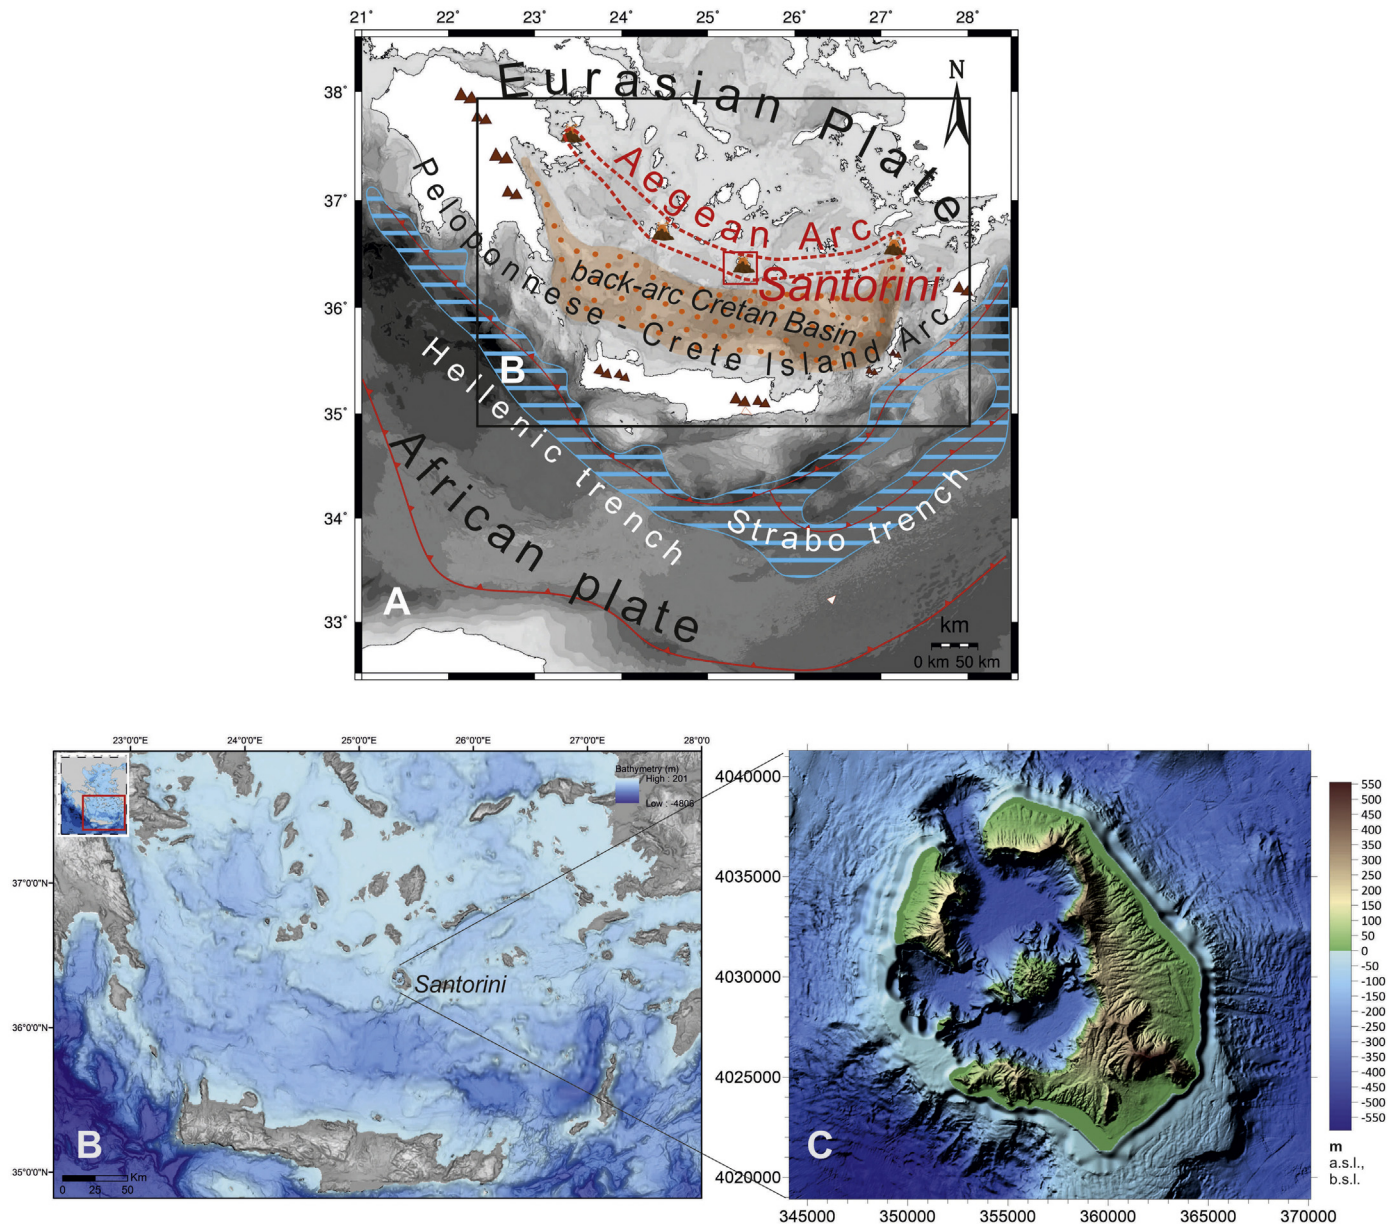 21° 22° 23° 24° 25° 26° 27° 28°
38°
37°
36°
35°
34°
33°
N
Eurasian Plate
Aegean Arc
Santorini
back-arc Cretan Basin
Peloponnese - Crete Island Arc
B
Hellenic trench
Strabo trench
African plate
A
km
0 km 50 km
23°0'0"E 24°0'0"E 25°0'0"E 26°0'0"E 27°0'0"E 28°0'
37°0'0"N
36°0'0"N
35°0'0"N
Bathymetry (m)
High : 201
Low : -4806
Santorini
B
Km
0 25 50
4040000
4035000
4030000
4025000
4020000
345000 350000 355000 360000 365000 370000
C
550
500
450
400
350
300
250
200
150
100
50
0
-50
-100
-150
-200
-250
-300
-350
-400
-450
-500
-550
m
a.s.l.,
b.s.l.